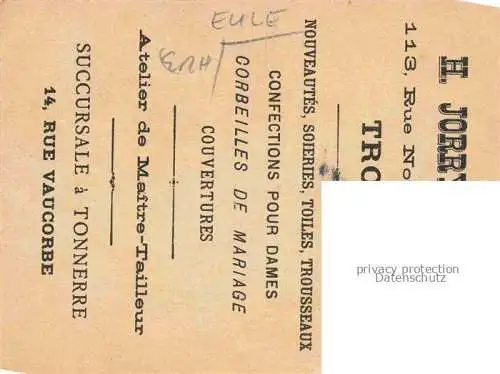 H. JORR
113, Rue No
TRO
NOUVEAUTÉS, SOIERIES, TOILES, TROUSSEAUX
CONFECTIONS POUR DAMES
CORBEILLES DE MARIAGE
COUVERTURES
Atelier de Maître-Tailleur
SUCCURSALE à TONNERRE
14, RUE VAUCORBE
EULE
privacy protection
Datenschutz